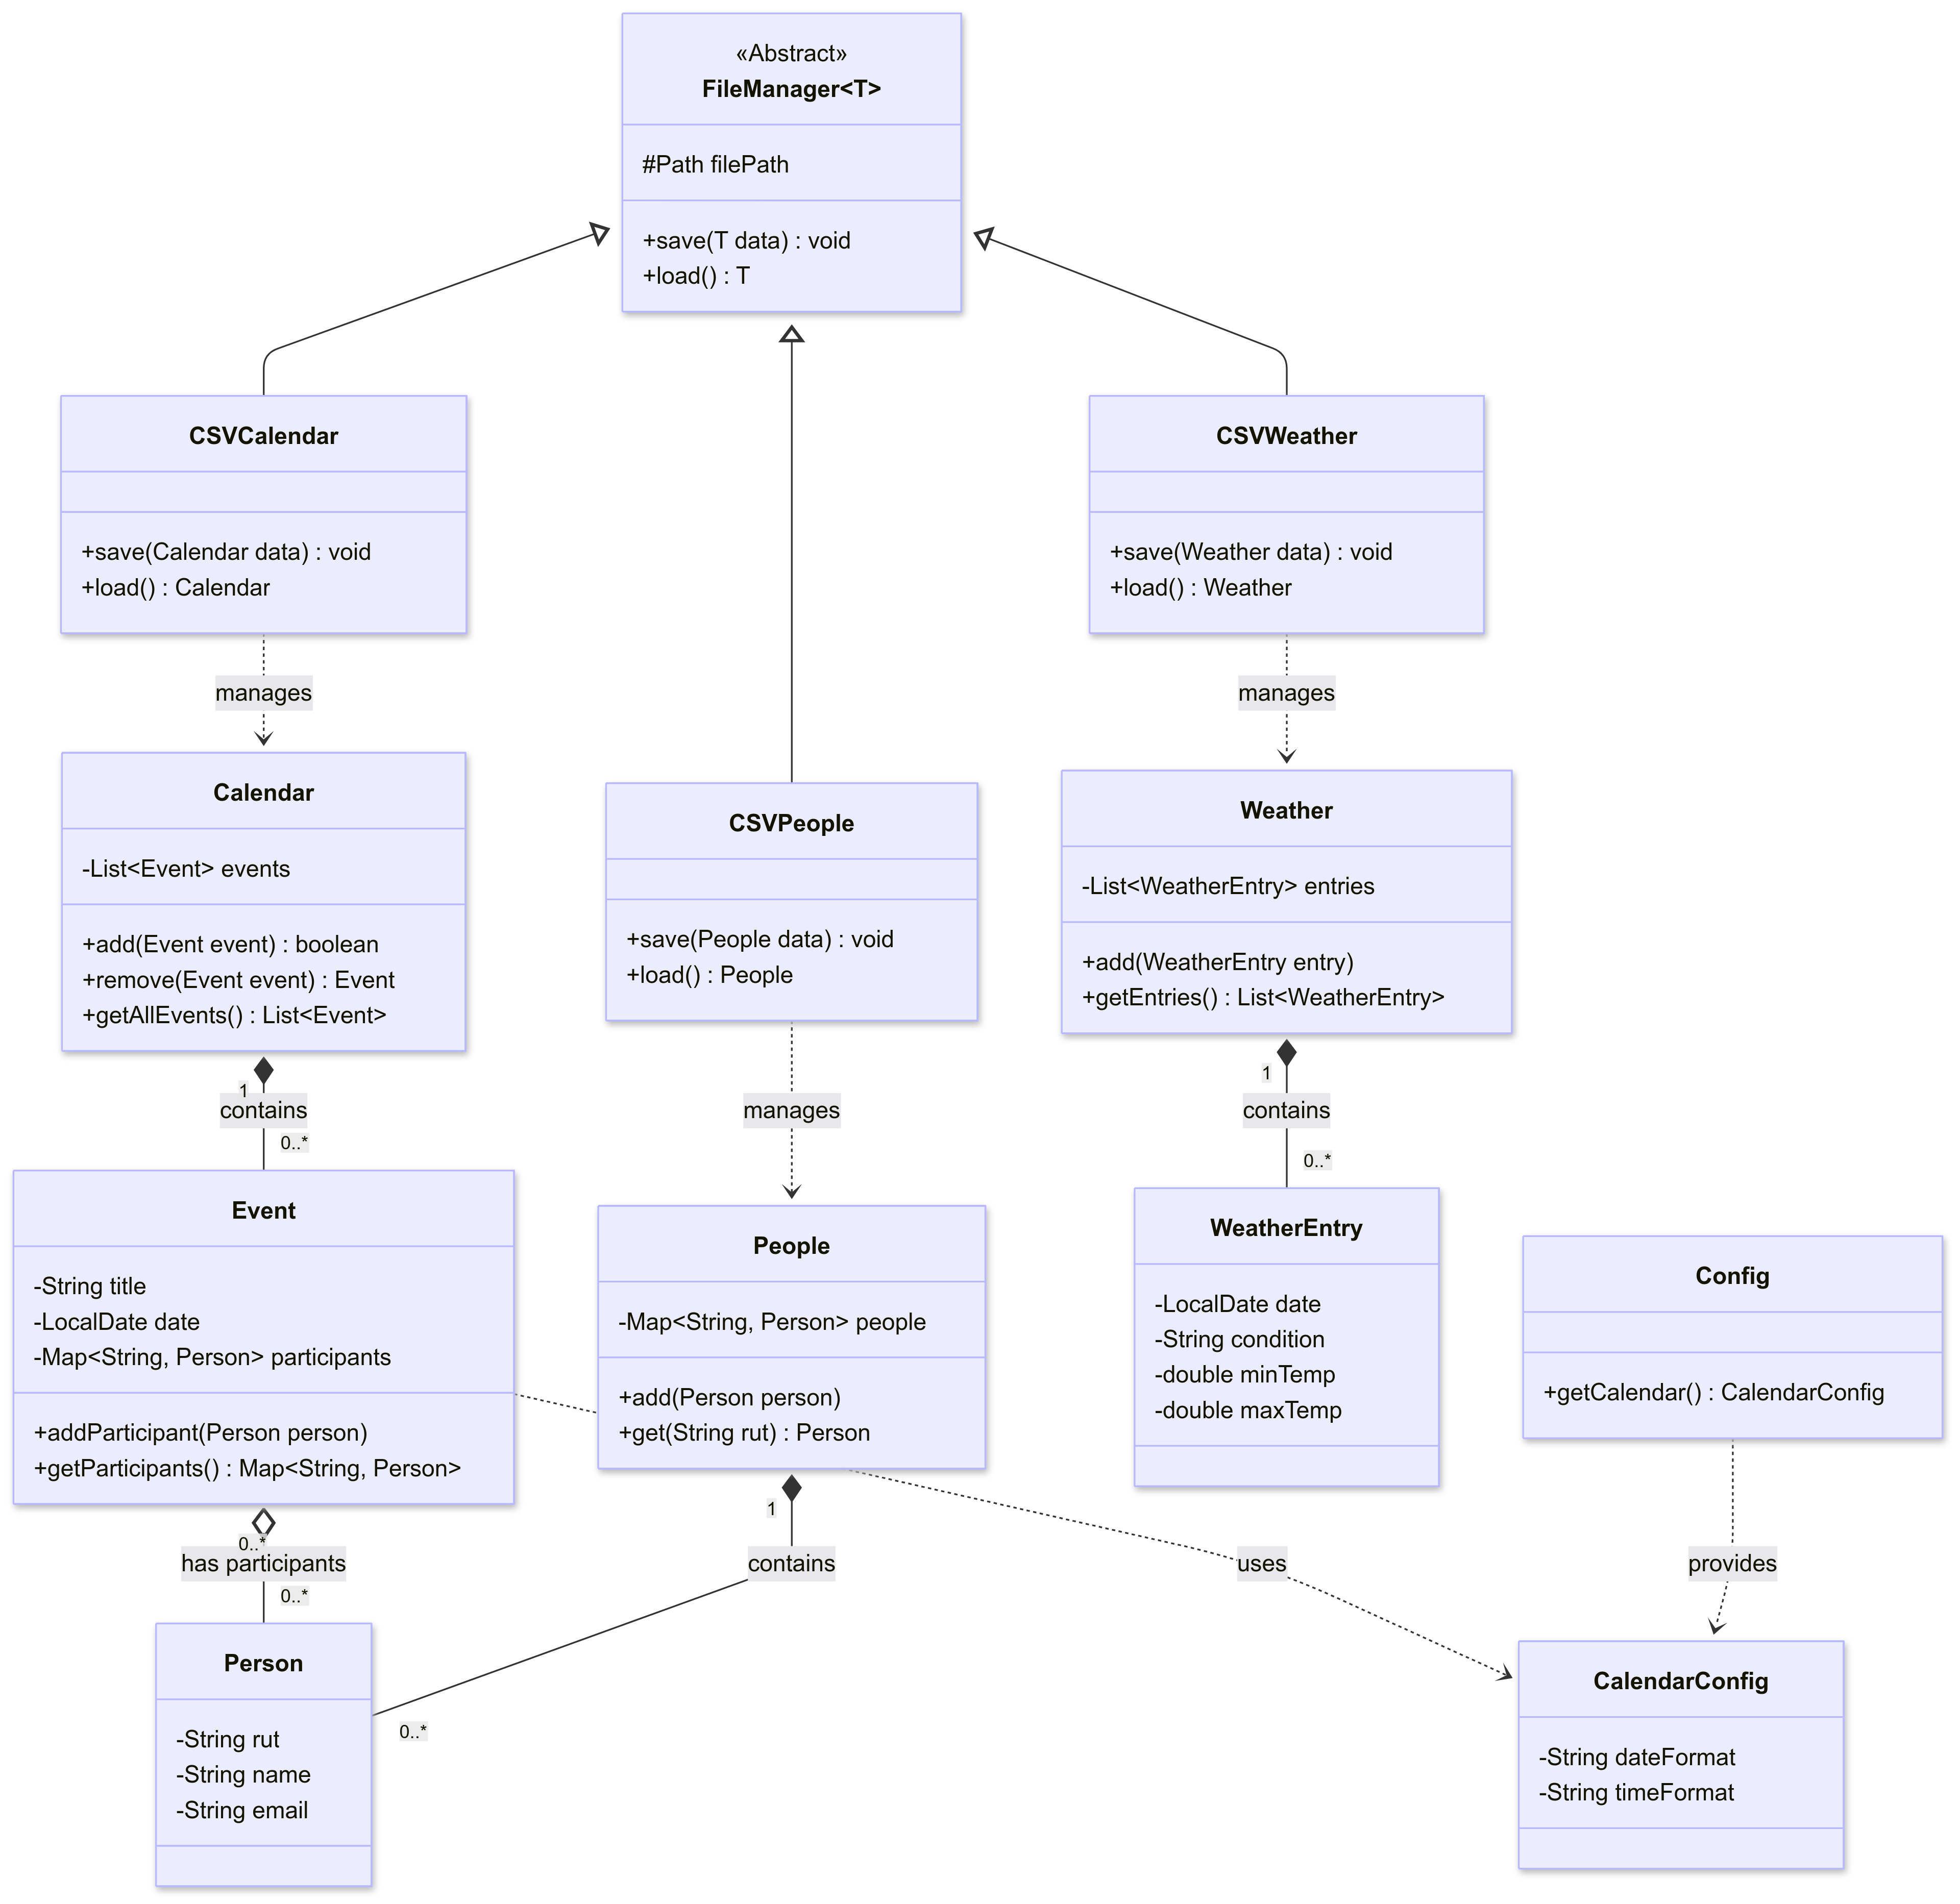 «Abstract»
FileManager<T>
#Path filePath
+save(T data) : void
+load() : T
CSVCalendar
+save(Calendar data) : void
+load() : Calendar
CSVWeather
+save(Weather data) : void
+load() : Weather
manages
manages
Calendar
-List<Event> events
+add(Event event) : boolean
+remove(Event event) : Event
+getAllEvents() : List<Event>
CSVPeople
+save(People data) : void
+load() : People
Weather
-List<WeatherEntry> entries
+add(WeatherEntry entry)
+getEntries() : List<WeatherEntry>
1
contains
0..*
manages
1
contains
0..*
Event
-String title
-LocalDate date
-Map<String, Person> participants
+addParticipant(Person person)
+getParticipants() : Map<String, Person>
People
-Map<String, Person> people
+add(Person person)
+get(String rut) : Person
WeatherEntry
-LocalDate date
-String condition
-double minTemp
-double maxTemp
Config
+getCalendar() : CalendarConfig
0..*
has participants
0..*
1
contains
0..*
uses
provides
Person
-String rut
-String name
-String email
CalendarConfig
-String dateFormat
-String timeFormat